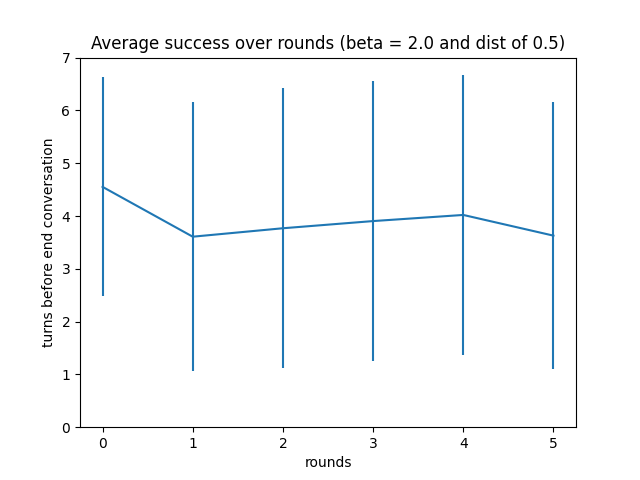 Average success over rounds (beta = 2.0 and dist of 0.5)
turns before end conversation
7
6
5
4
3
2
1
0
0 1 2 3 4 5
rounds